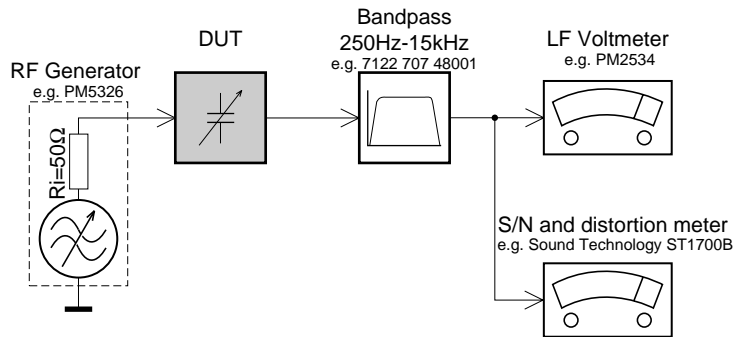 RF Generator
e.g. PM5326
Ri=50Ω
DUT
Bandpass
250Hz-15kHz
e.g. 7122 707 48001
LF Voltmeter
e.g. PM2534
S/N and distortion meter
e.g. Sound Technology ST1700B